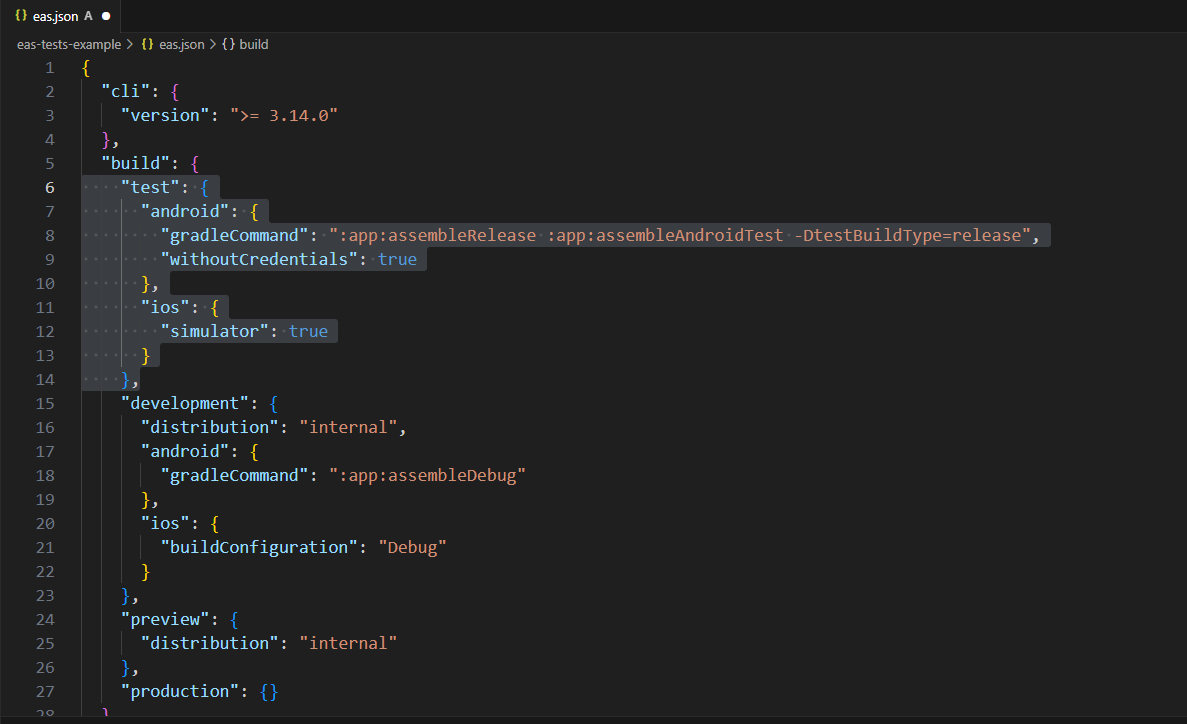 {} eas.json A ●
eas-tests-example > {} eas.json > {} build
1 {
2 "cli": {
3 "version": ">= 3.14.0"
4 },
5 "build": {
6 "test": {
7 "android": {
8 "gradleCommand": ":app:assembleRelease :app:assembleAndroidTest -DtestBuildType=release",
9 "withoutCredentials": true
10 },
11 "ios": {
12 "simulator": true
13 }
14 },
15 "development": {
16 "distribution": "internal",
17 "android": {
18 "gradleCommand": ":app:assembleDebug"
19 },
20 "ios": {
21 "buildConfiguration": "Debug"
22 }
23 },
24 "preview": {
25 "distribution": "internal"
26 },
27 "production": {}
28 }